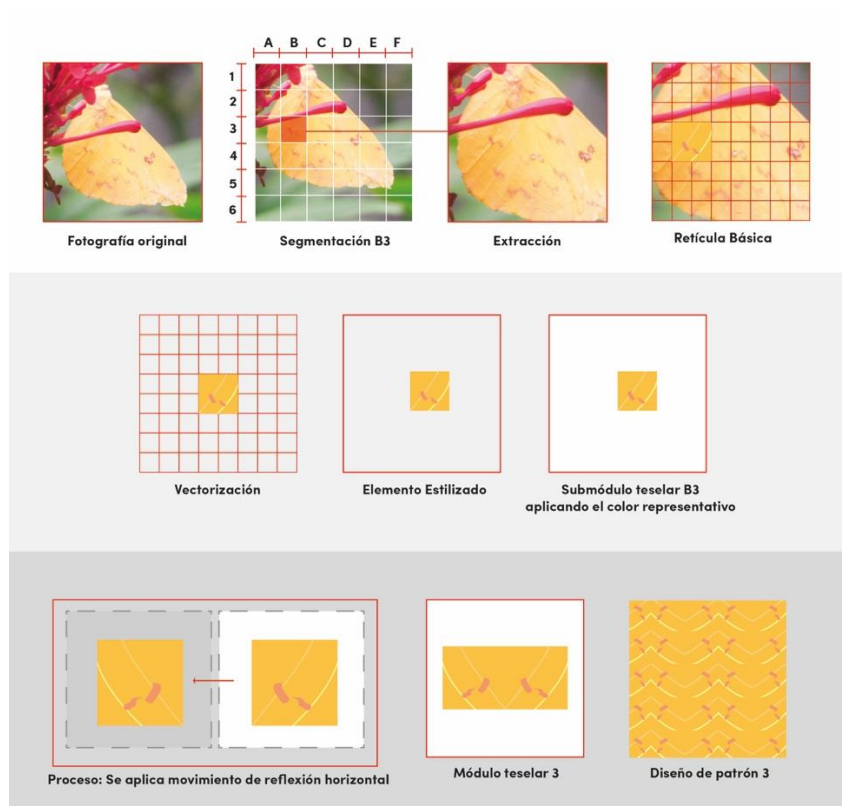 A B C D E F
1
2
3
4
5
6
Fotografía original
Segmentación B3
Extracción
Retícula Básica
Vectorización
Elemento Estilizado
Submódulo teselar B3
aplicando el color representativo
Proceso: Se aplica movimiento de reflexión horizontal
Módulo teselar 3
Diseño de patrón 3